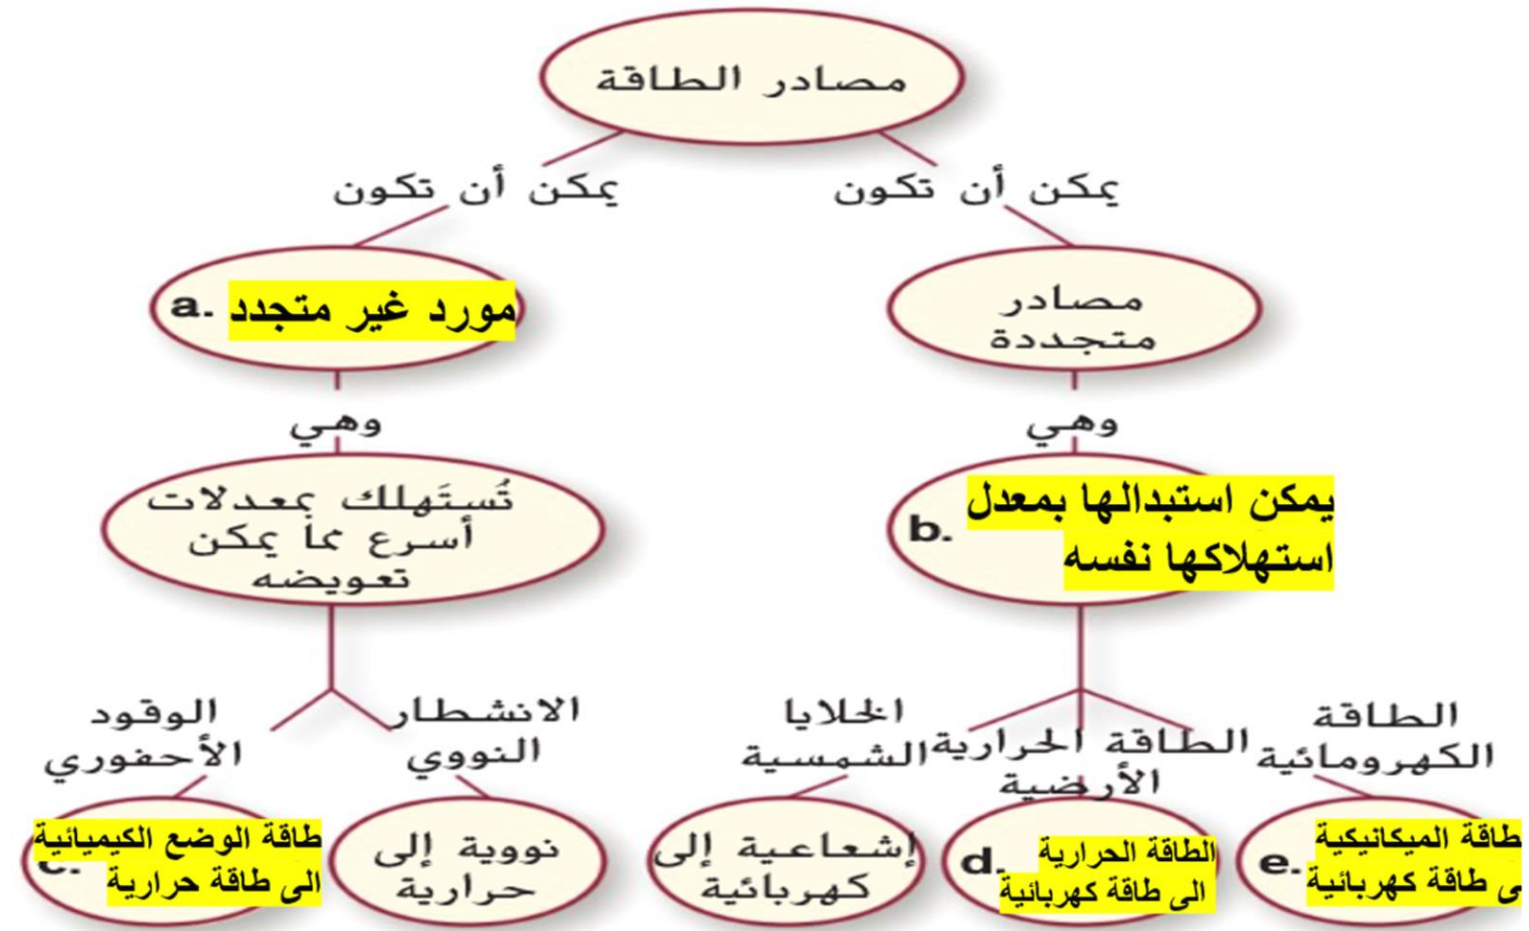 مصادر الطاقة
يمكن أن تكون
يمكن أن تكون
مصادر
متجددة
a. مورد غير متجدد
وهي
وهي
b. يمكن استبدالها بمعدل
استهلاكها نفسه
تُستَهلك بمعدلات
أسرع مما يمكن
تعويضه
الطاقة
الكهرومائية
الطاقة الحرارية
الأرضية
الخلايا
الشمسية
الانشطار
النووي
الوقود
الأحفوري
e. طاقة الميكانيكية
ى طاقة كهربائية
d. الطاقة الحرارية
الى طاقة كهربائية
إشعاعية إلى
كهربائية
نووية إلى
حرارية
c. طاقة الوضع الكيميائية
الى طاقة حرارية